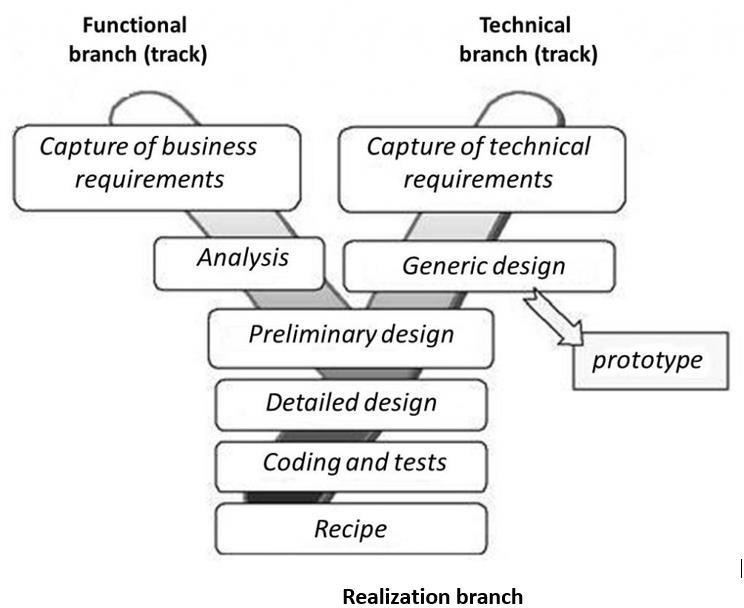 Functional
branch (track)
Technical
branch (track)
Capture of business
requirements
Capture of technical
requirements
Analysis
Generic design
Preliminary design
prototype
Detailed design
Coding and tests
Recipe
Realization branch